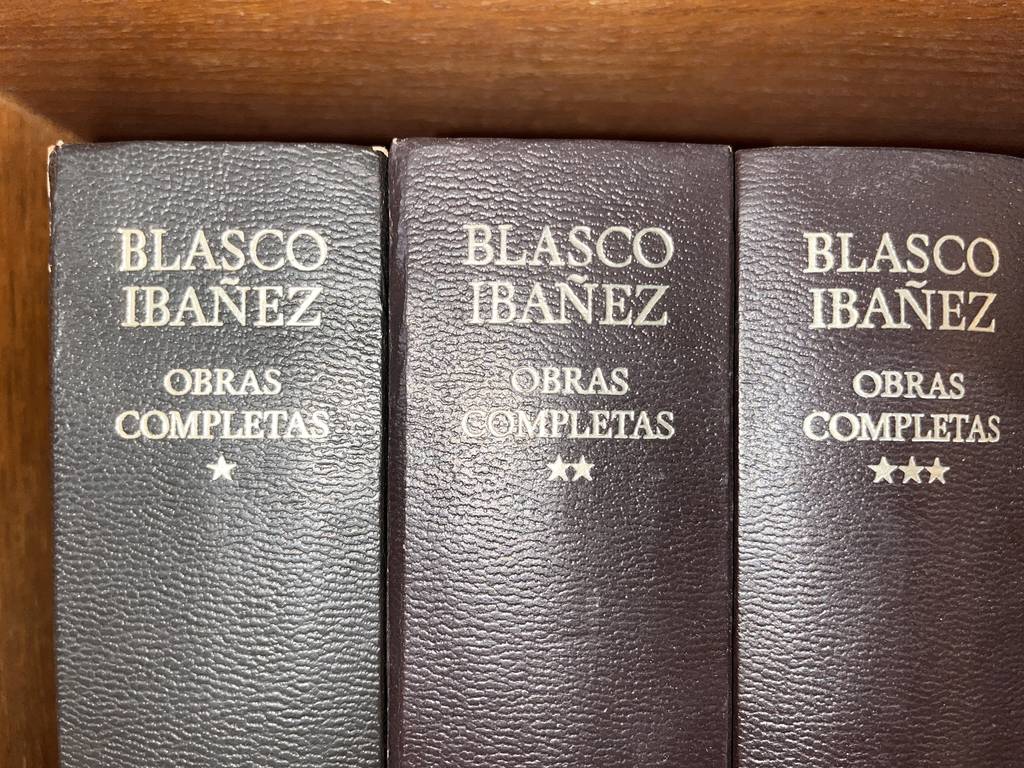 BLASCO
IBAÑEZ
OBRAS
COMPLETAS
★
BLASCO
IBAÑEZ
OBRAS
COMPLETAS
★★
BLASCO
IBAÑEZ
OBRAS
COMPLETAS
★★★